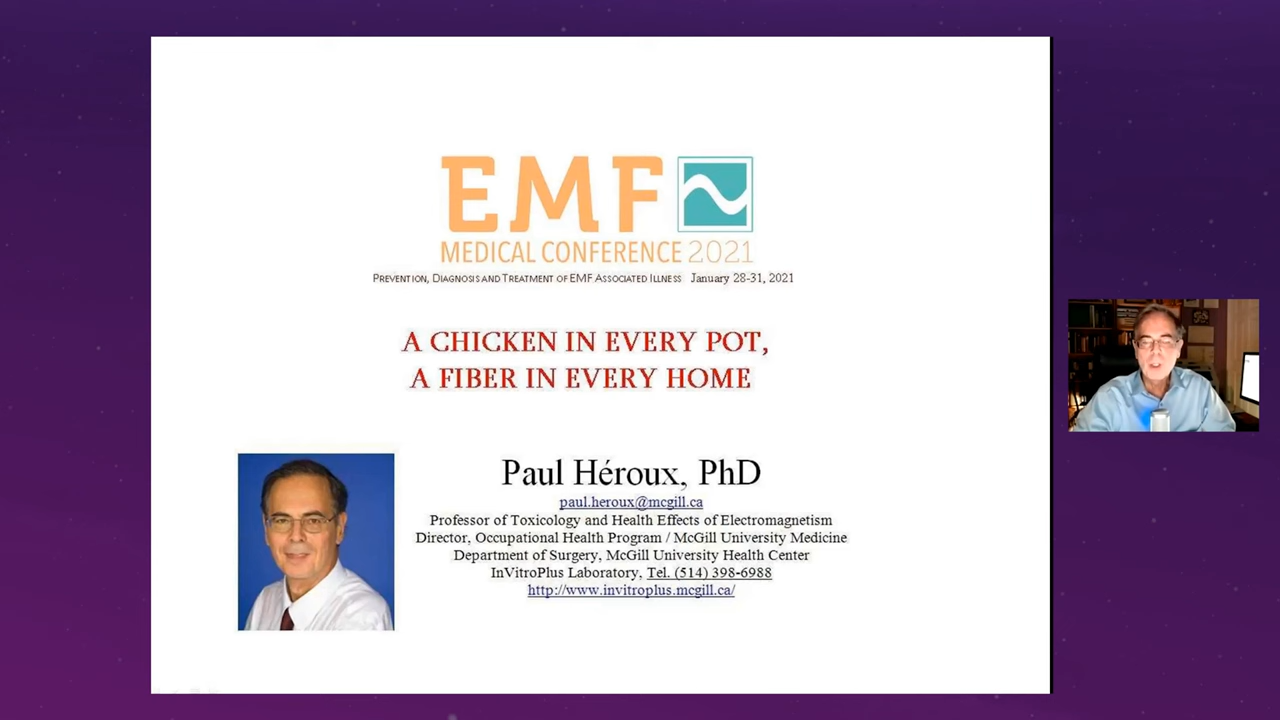 EMF
MEDICAL CONFERENCE 2021
PREVENTION, DIAGNOSIS AND TREATMENT OF EMF ASSOCIATED ILLNESS January 28-31, 2021
A CHICKEN IN EVERY POT,
A FIBER IN EVERY HOME
Paul Héroux, PhD
paul.heroux@mcgill.ca
Professor of Toxicology and Health Effects of Electromagnetism
Director, Occupational Health Program / McGill University Medicine
Department of Surgery, McGill University Health Center
InVitroPlus Laboratory, Tel. (514) 398-6988
http://www.invitroplus.mcgill.ca/